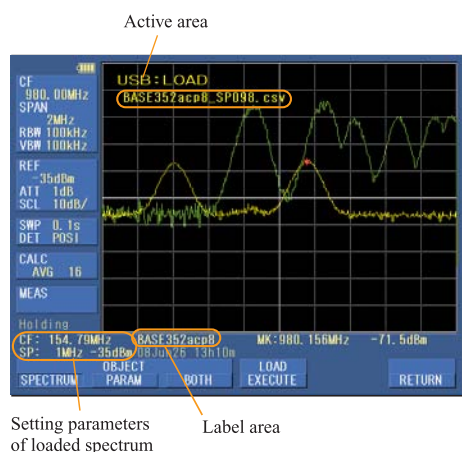 Active area
CF
980.00MHz
SPAN
2MHz
RBW 100kHz
VBW 100kHz
REF
-35dBm
ATT 1dB
SCL 10dB/
SWP 0.1s
DET POSI
CALC
AVG 16
MEAS
USB:LOAD
BASE352acp8_SP098.csv
Holding
CF: 154.79MHz BASE352acp8 MK:980.156MHz -71.5dBm
SP: 1MHz -35dBm 08Jun26 13h10m
OBJECT
SPECTRUM PARAM BOTH
LOAD
EXECUTE
RETURN
Setting parameters
of loaded spectrum
Label area